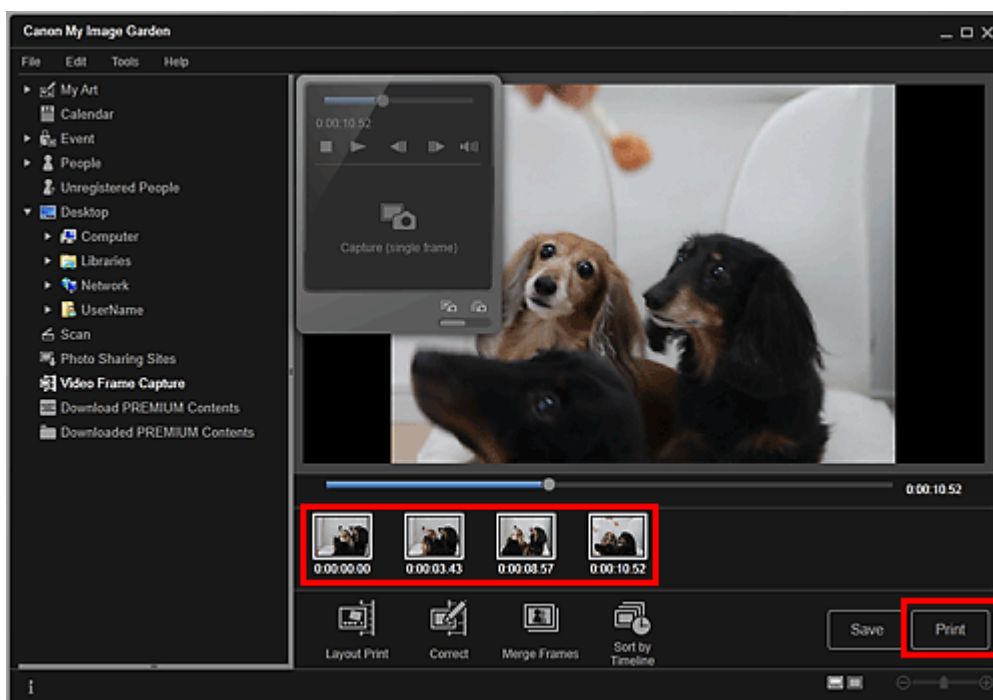 Canon My Image Garden
File Edit Tools Help
My Art
Calendar
Event
People
Unregistered People
Desktop
Computer
Libraries
Network
UserName
Scan
Photo Sharing Sites
Video Frame Capture
Download PREMIUM Contents
Downloaded PREMIUM Contents
0:00:10.52
Capture (single frame)
0:00:10.52
0:00:00.00 0:00:03.43 0:00:08.57 0:00:10.52
Layout Print Correct Merge Frames Sort by Timeline
Save Print